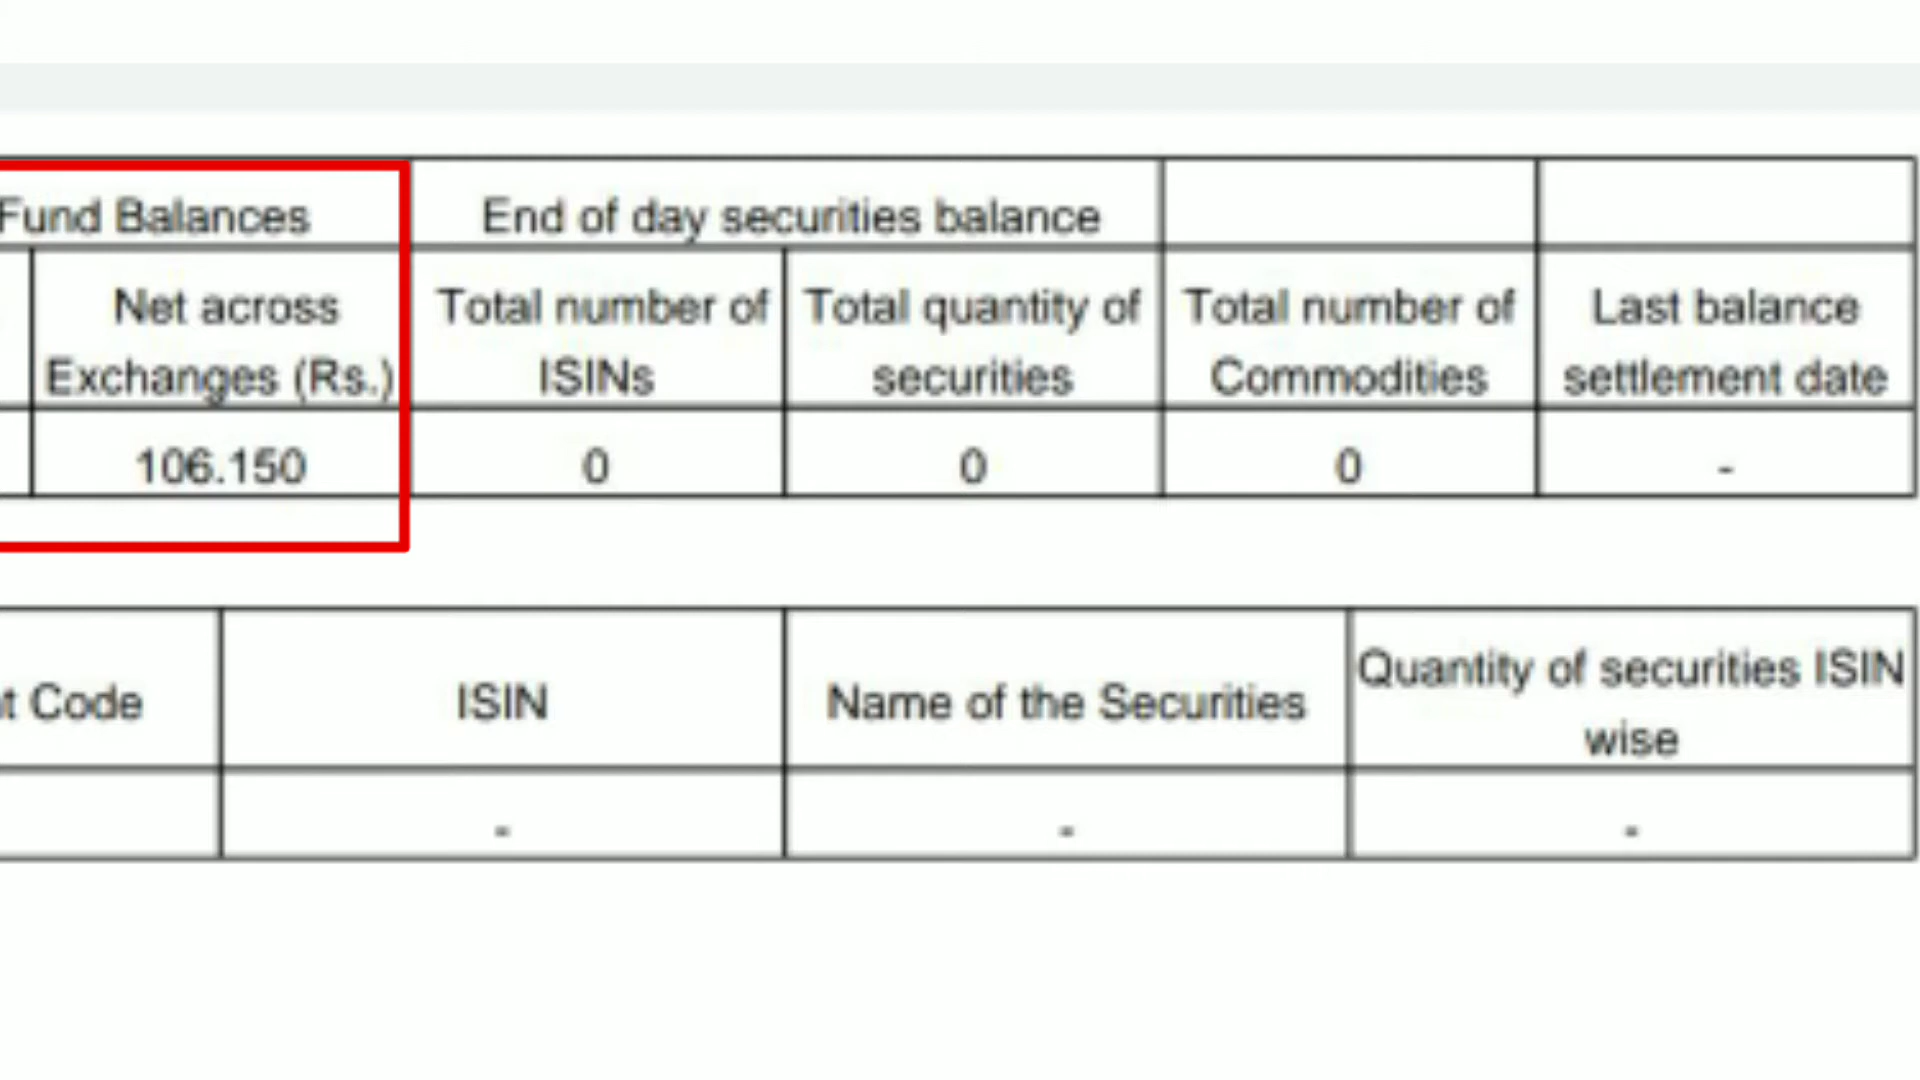 Fund Balances End of day securities balance
Net across Total number of Total quantity of Total number of Last balance
Exchanges (Rs.) ISINs securities Commodities settlement date
106.150 0 0 0 -
Quantity of securities ISIN
Code ISIN Name of the Securities
wise
- - -